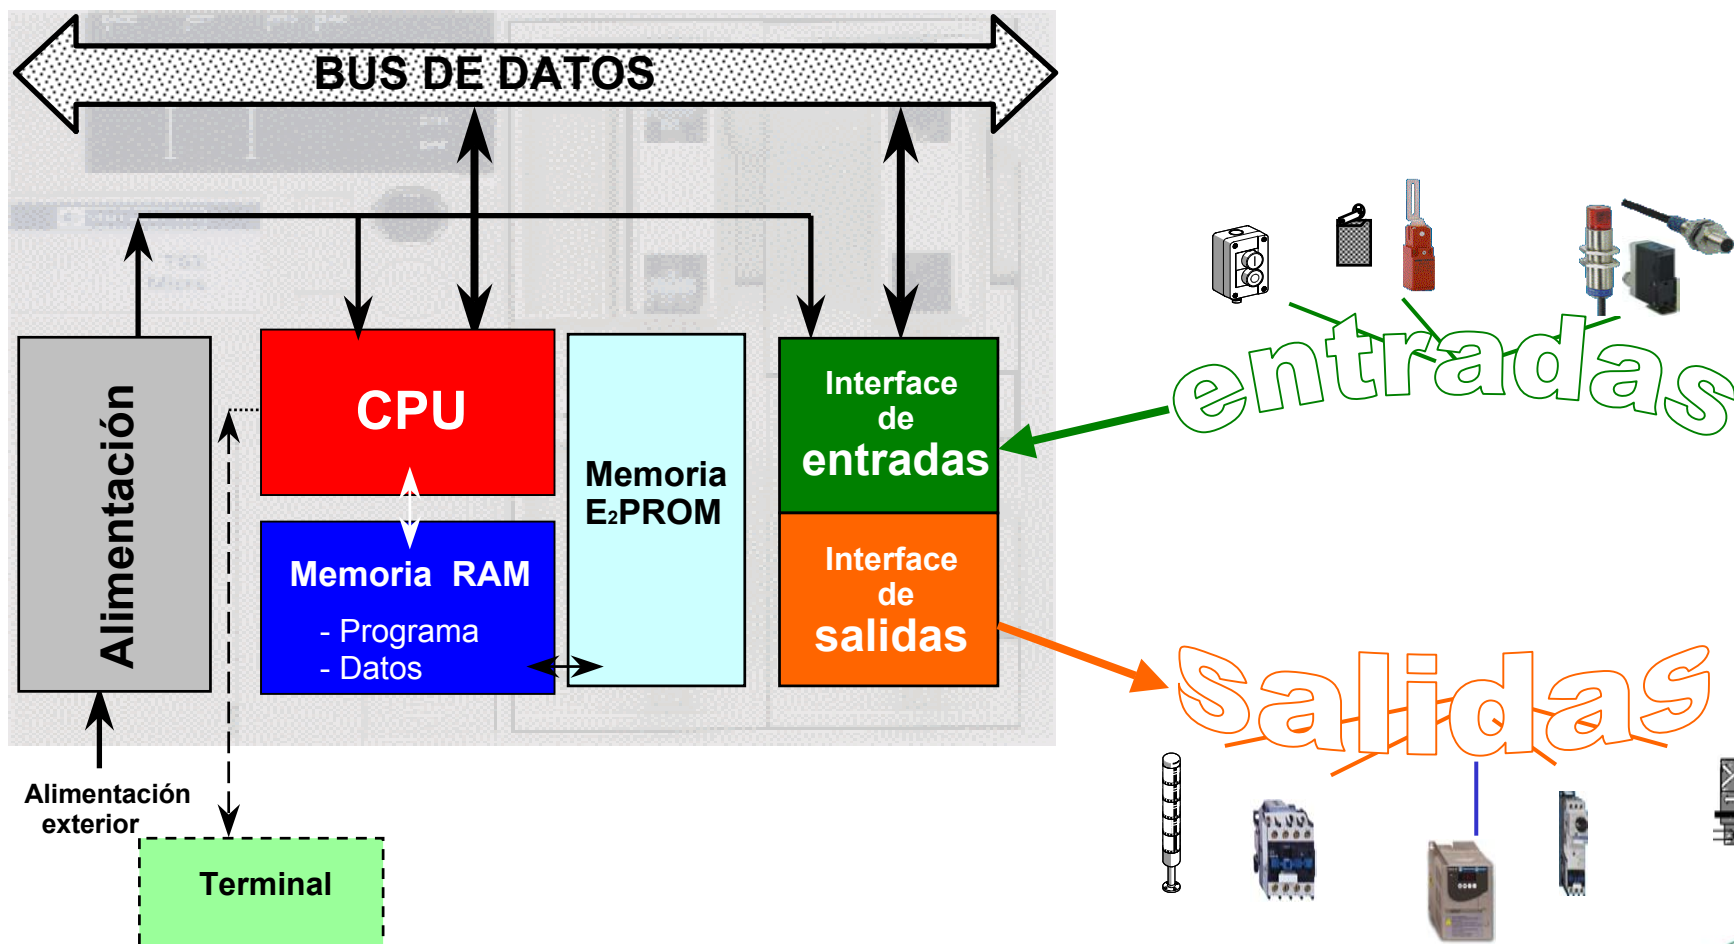 BUS DE DATOS
Alimentación
CPU
Memoria RAM
- Programa
- Datos
Memoria
E2PROM
Interface
de
entradas
Interface
de
salidas
entradas
salidas
Alimentación
exterior
Terminal